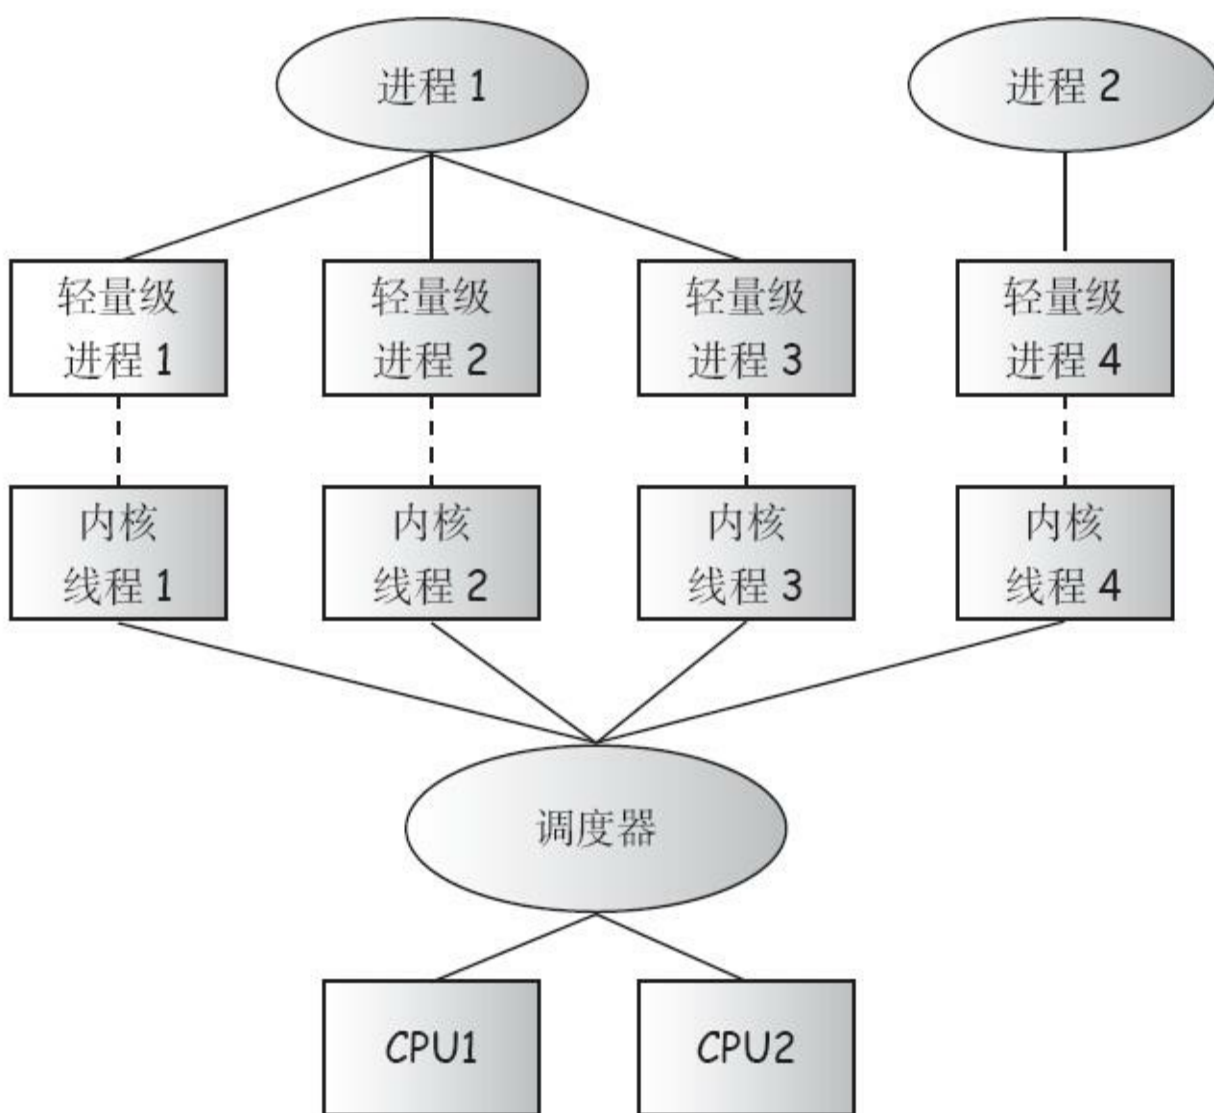 进程 1
进程 2
轻量级
进程 1
轻量级
进程 2
轻量级
进程 3
轻量级
进程 4
内核
线程 1
内核
线程 2
内核
线程 3
内核
线程 4
调度器
CPU1
CPU2